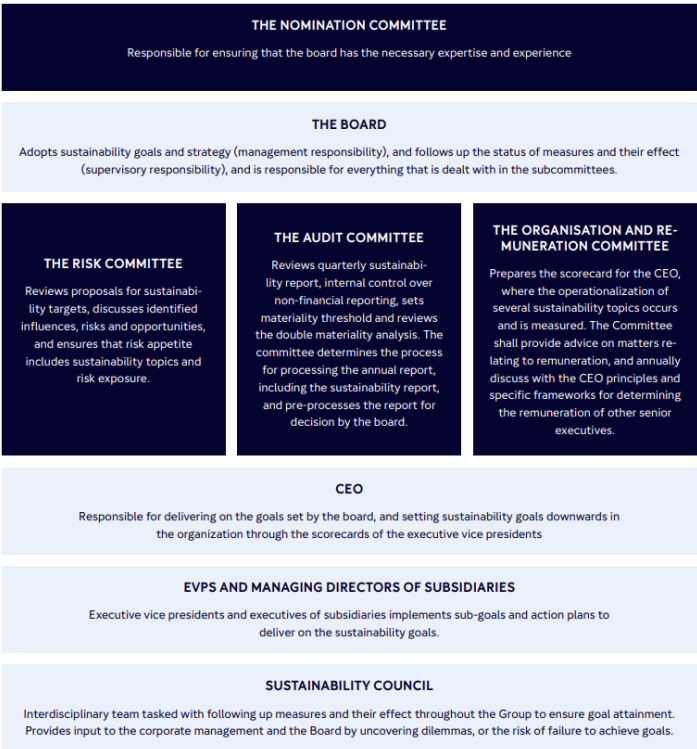 THE NOMINATION COMMITTEE
Responsible for ensuring that the board has the necessary expertise and experience
THE BOARD
Adopts sustainability goals and strategy (management responsibility), and follows up the status of measures and their effect
(supervisory responsibility), and is responsible for everything that is dealt with in the subcommittees.
THE RISK COMMITTEE
Reviews proposals for sustainabi-
lity targets, discusses identified
influences, risks and opportunities,
and ensures that risk appetite
includes sustainability topics and
risk exposure.
THE AUDIT COMMITTEE
Reviews quarterly sustainabi-
lity report, internal control over
non-financial reporting, sets
materiality threshold and reviews
the double materiality analysis. The
committee determines the process
for processing the annual report,
including the sustainability report,
and pre-processes the report for
decision by the board.
THE ORGANISATION AND RE-
MUNERATION COMMITTEE
Prepares the scorecard for the CEO,
where the operationalization of
several sustainability topics occurs
and is measured. The Committee
shall provide advice on matters re-
lating to remuneration, and annually
discuss with the CEO principles and
specific frameworks for determining
the remuneration of other senior
executives.
CEO
Responsible for delivering on the goals set by the board, and setting sustainability goals downwards in
the organization through the scorecards of the executive vice presidents
EVPS AND MANAGING DIRECTORS OF SUBSIDIARIES
Executive vice presidents and executives of subsidiaries implements sub-goals and action plans to
deliver on the sustainability goals.
SUSTAINABILITY COUNCIL
Interdisciplinary team tasked with following up measures and their effect throughout the Group to ensure goal attainment.
Provides input to the corporate management and the Board by uncovering dilemmas, or the risk of failure to achieve goals.